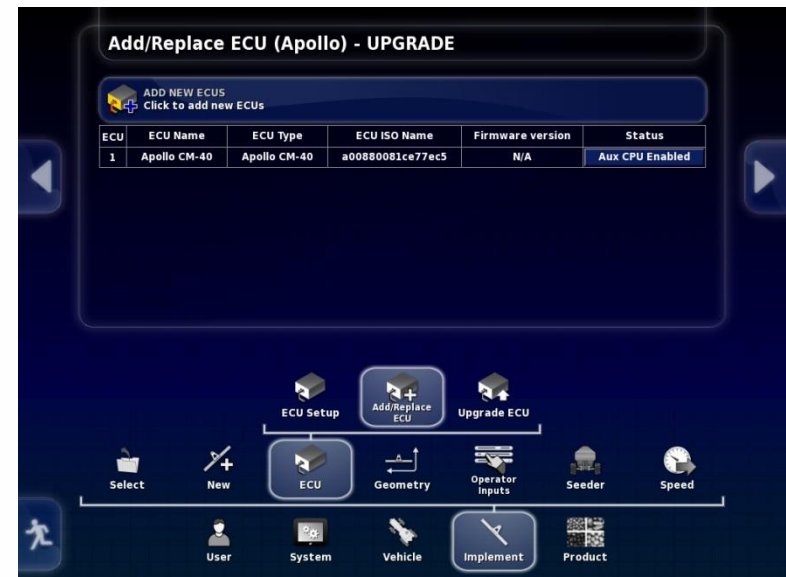 Add/Replace ECU (Apollo) - UPGRADE
ADD NEW ECUS
Click to add new ECUs
ECU ECU Name ECU Type ECU ISO Name Firmware version Status
1 Apollo CM-40 Apollo CM-40 a00880081ce77ec5 N/A Aux CPU Enabled
ECU Setup Add/Replace ECU Upgrade ECU
Select New ECU Geometry Operator Inputs Seeder Speed
User System Vehicle Implement Product